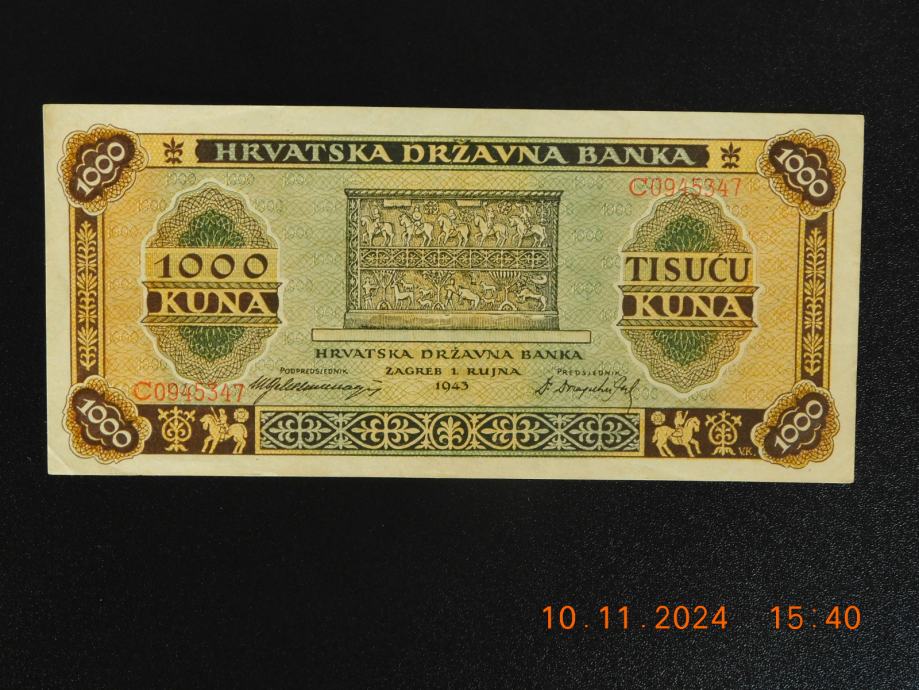 HRVATSKA DRŽAVNA BANKA
1000
1000
C0945347
1000
KUNA
TISUĆU
KUNA
HRVATSKA DRŽAVNA BANKA
PODPREDSJEDNIK
ZAGREB 1. RUJNA
PREDSJEDNIK
1943
C0945347
1000
1000
V.K.
10.11.2024 15:40